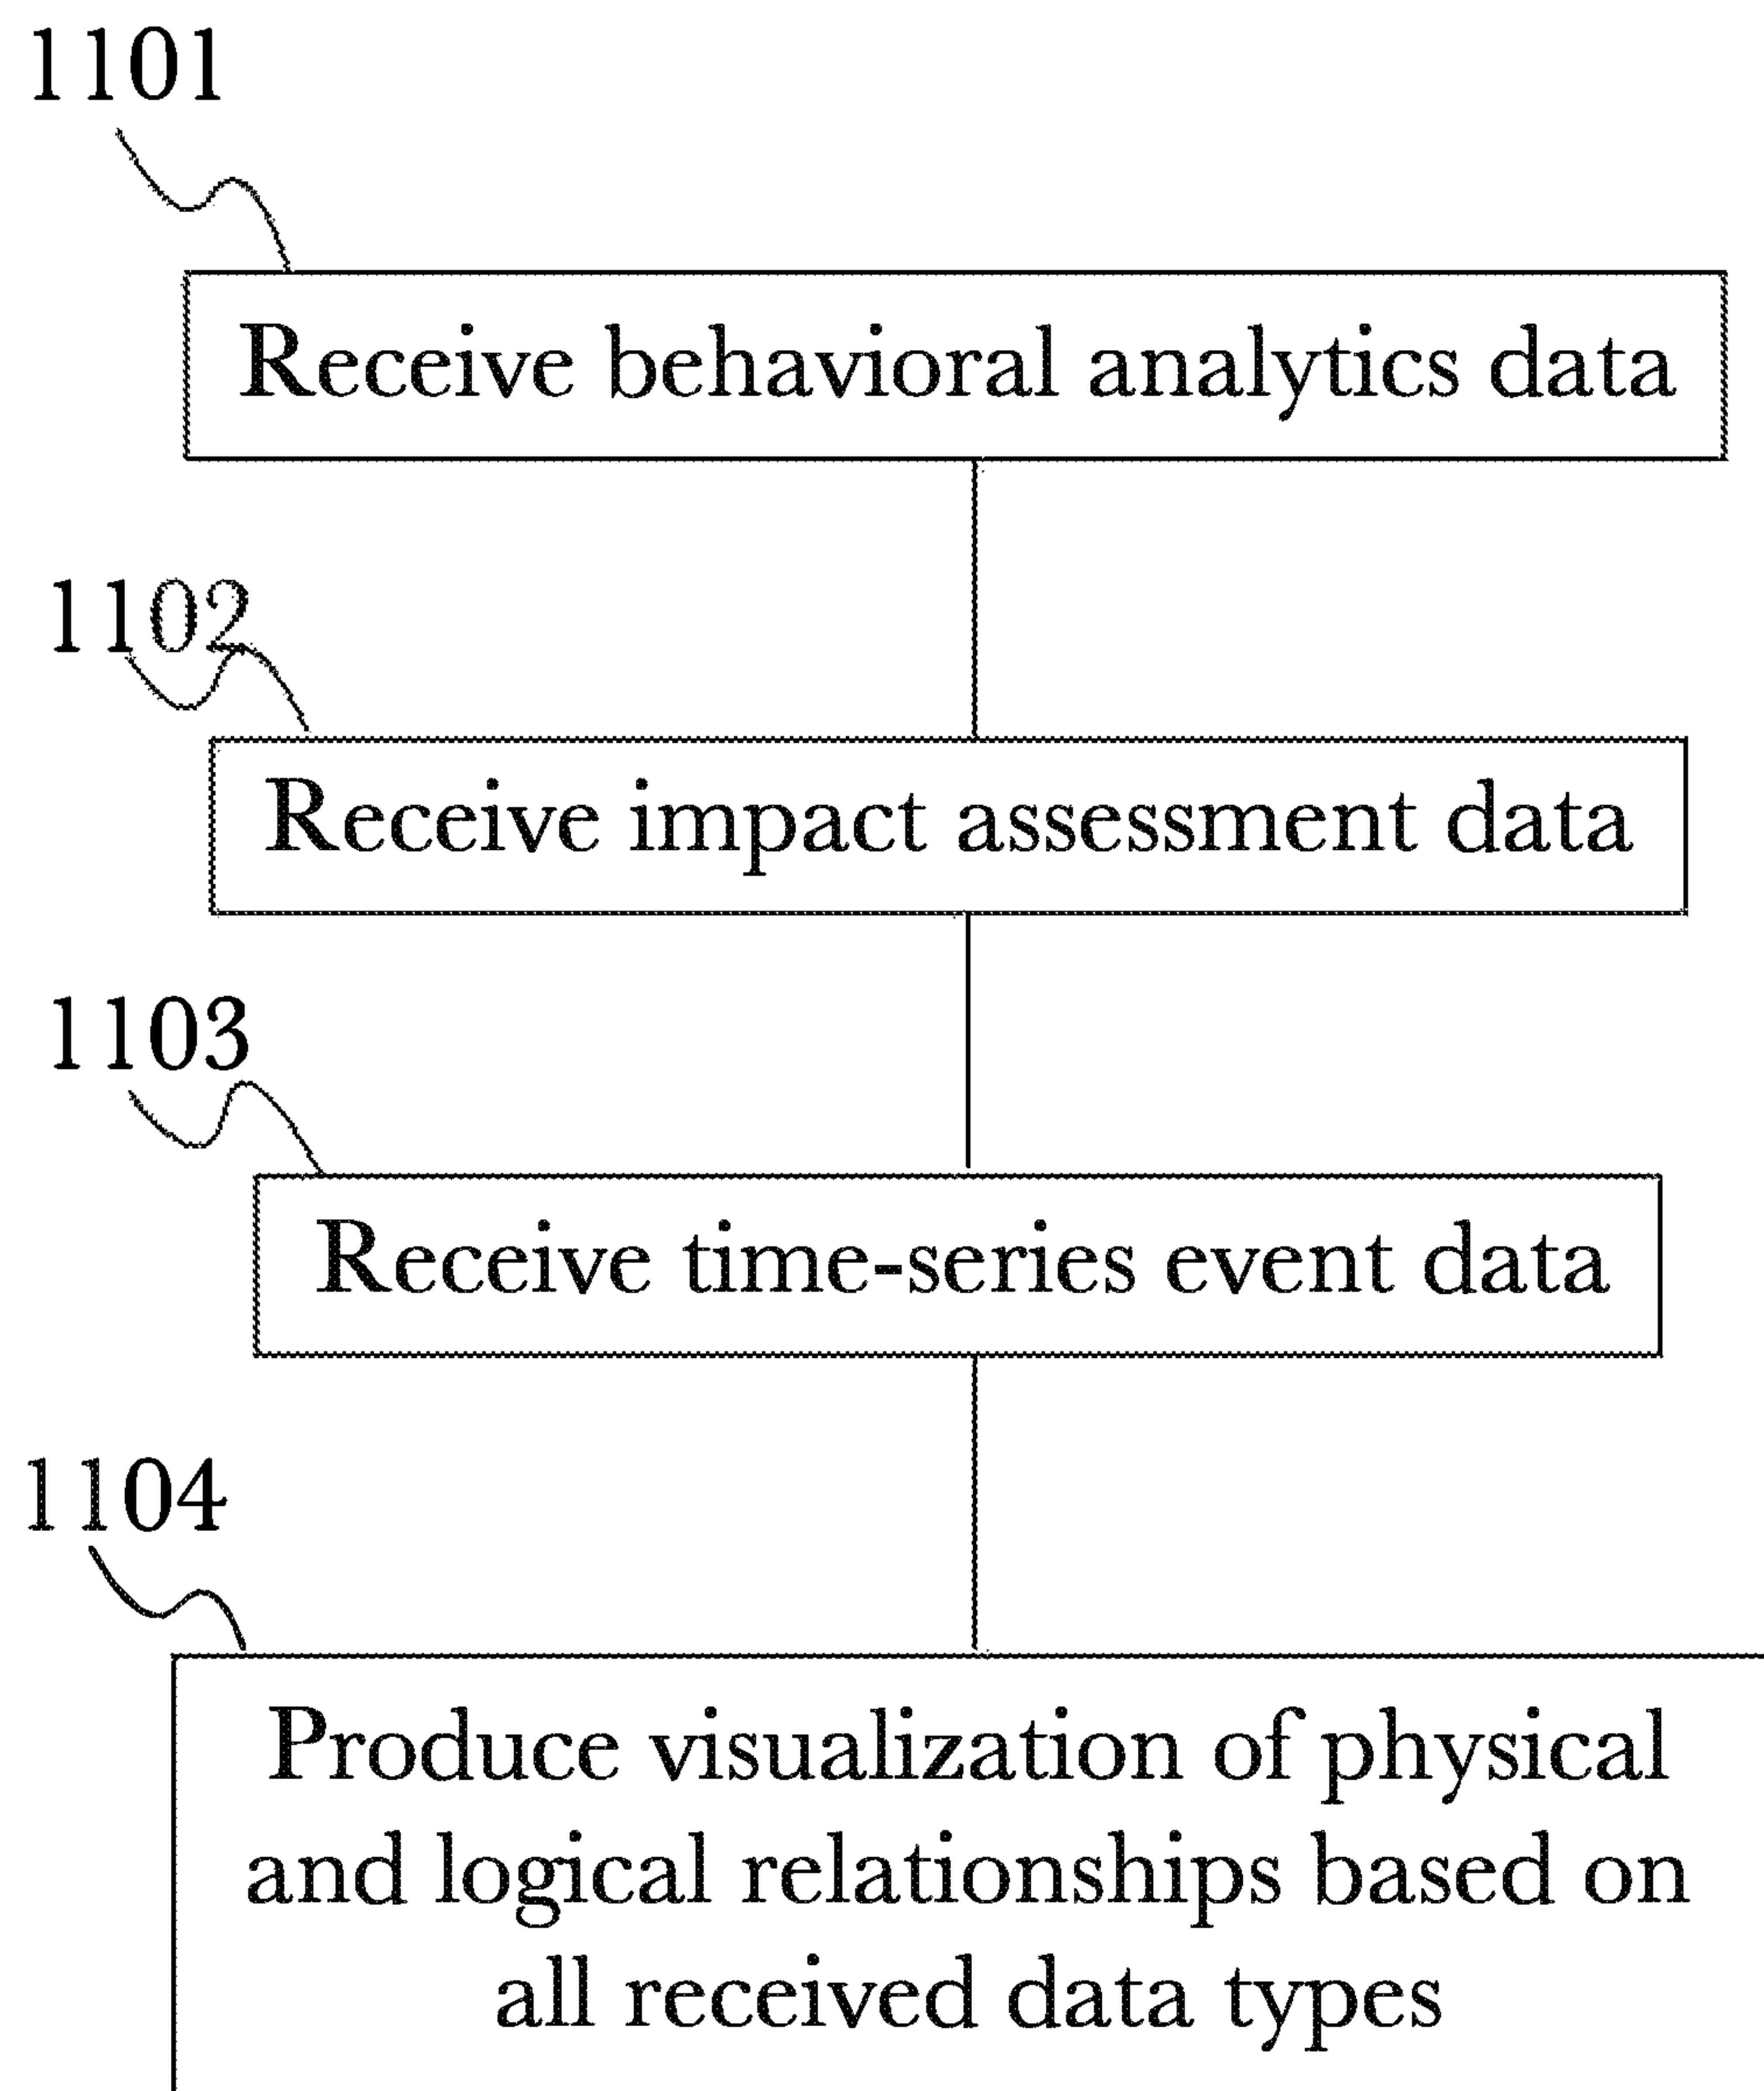 1101
Receive behavioral analytics data
1102
Receive impact assessment data
1103
Receive time-series event data
1104
Produce visualization of physical
and logical relationships based on
all received data types